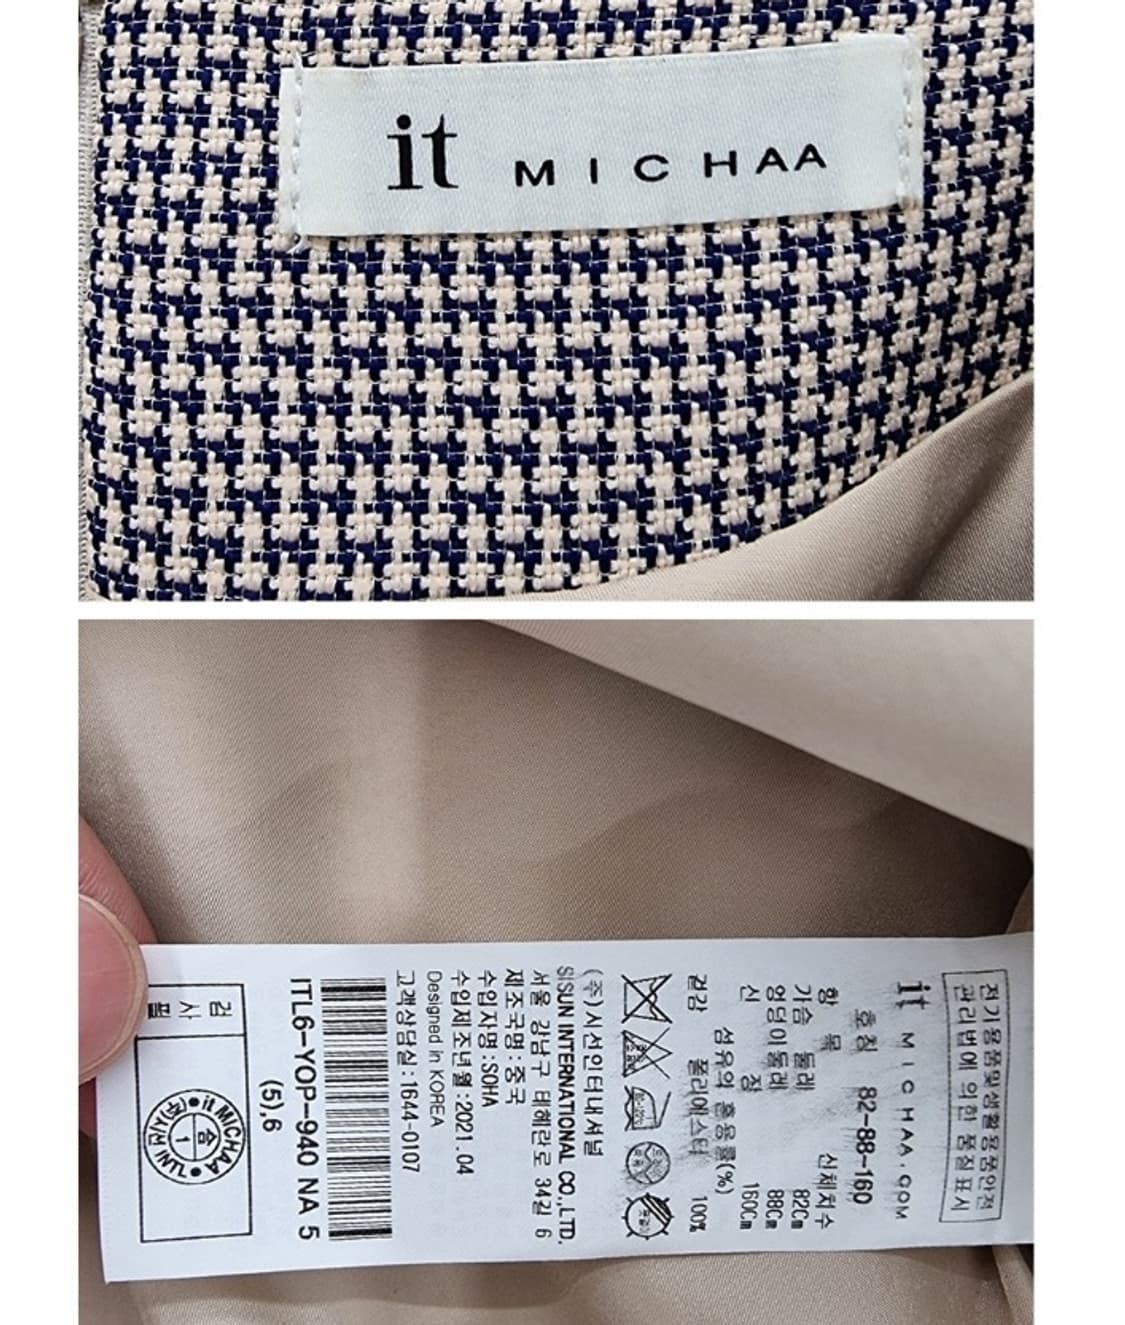 it MICHAA
전기용품및생활용품안전
관리법에 의한 품질표시
it MICHAA.COM
호칭 82-88-160
항 목 신체치수
가슴 둘레 82Cm
엉덩이둘레 88Cm
신 장 160Cm
섬유의 혼용률(%)
겉감 폴리에스터 100%
(주)시선인터내셔널
SISUN INTERNATIONAL CO.,LTD.
서울 강남구 테헤란로 34길 6
제조국명 : 중국
수입자명 :SOHA
수입제조년월 :2021.04
Designed in KOREA
고객상담실 : 1644-0107
ITL6-YOP-940 NA 5
(5),6
검 사 필
it MICHAA